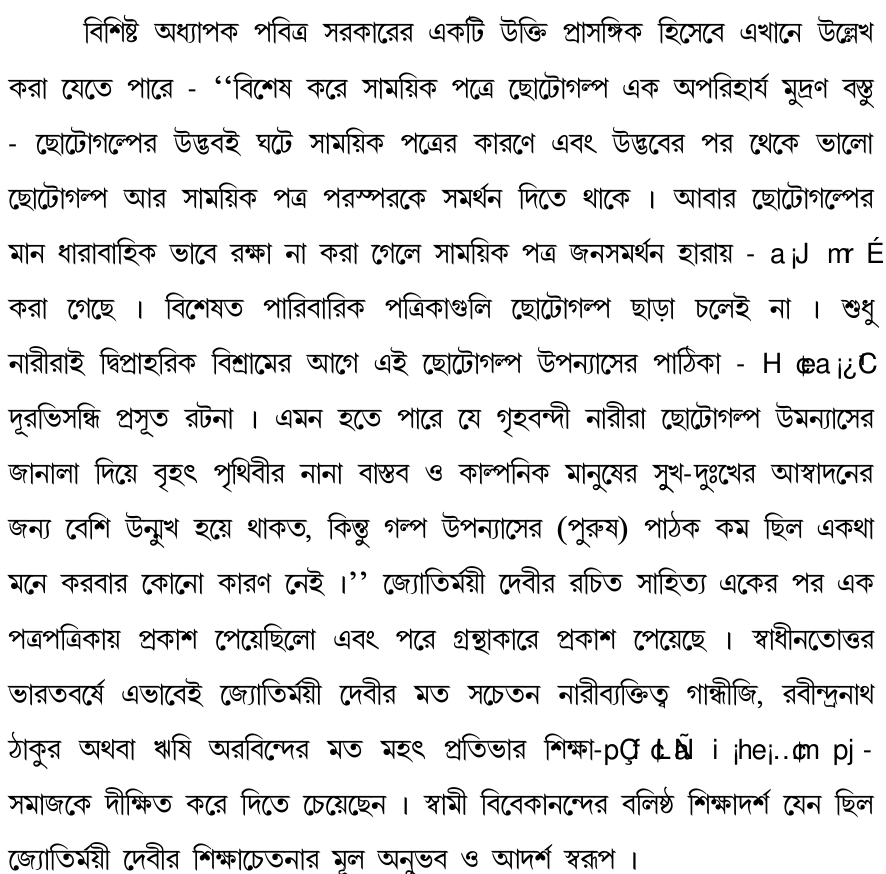 বিশিষ্ট অধ্যাপক পবিত্র সরকারের একটি উক্তি প্রাসঙ্গিক হিসেবে এখানে উল্লেখ
করা যেতে পারে - ‘‘বিশেষ করে সাময়িক পত্রে ছোটোগল্প এক অপরিহার্য মুদ্রণ বস্তু
- ছোটোগল্পের উদ্ভবই ঘটে সাময়িক পত্রের কারণে এবং উদ্ভবের পর থেকে ভালো
ছোটোগল্প আর সাময়িক পত্র পরস্পরকে সমর্থন দিতে থাকে । আবার ছোটোগল্পের
মান ধারাবাহিক ভাবে রক্ষা না করা গেলে সাময়িক পত্র জনসমর্থন হারায় -
করা গেছে । বিশেষত পারিবারিক পত্রিকাগুলি ছোটোগল্প ছাড়া চলেই না । শুধু
নারীরাই দ্বিপ্রাহরিক বিশ্রামের আগে এই ছোটোগল্প উপন্যাসের পাঠিকা -
দূরভিসন্ধি প্রসূত রটনা । এমন হতে পারে যে গৃহবন্দী নারীরা ছোটোগল্প উমন্যাসের
জানালা দিয়ে বৃহৎ পৃথিবীর নানা বাস্তব ও কাল্পনিক মানুষের সুখ-দুঃখের আস্বাদনের
জন্য বেশি উন্মুখ হয়ে থাকত, কিন্তু গল্প উপন্যাসের (পুরুষ) পাঠক কম ছিল একথা
মনে করবার কোনো কারণ নেই ।’’ জ্যোতির্ময়ী দেবীর রচিত সাহিত্য একের পর এক
পত্রপত্রিকায় প্রকাশ পেয়েছিলো এবং পরে গ্রন্থাকারে প্রকাশ পেয়েছে । স্বাধীনতোত্তর
ভারতবর্ষে এভাবেই জ্যোতির্ময়ী দেবীর মত সচেতন নারীব্যক্তিত্ব গান্ধীজি, রবীন্দ্রনাথ
ঠাকুর অথবা ঋষি অরবিন্দের মত মহৎ প্রতিভার শিক্ষা-
সমাজকে দীক্ষিত করে দিতে চেয়েছেন । স্বামী বিবেকানন্দের বলিষ্ঠ শিক্ষাদর্শ যেন ছিল
জ্যোতির্ময়ী দেবীর শিক্ষাচেতনার মূল অনুভব ও আদর্শ স্বরূপ ।